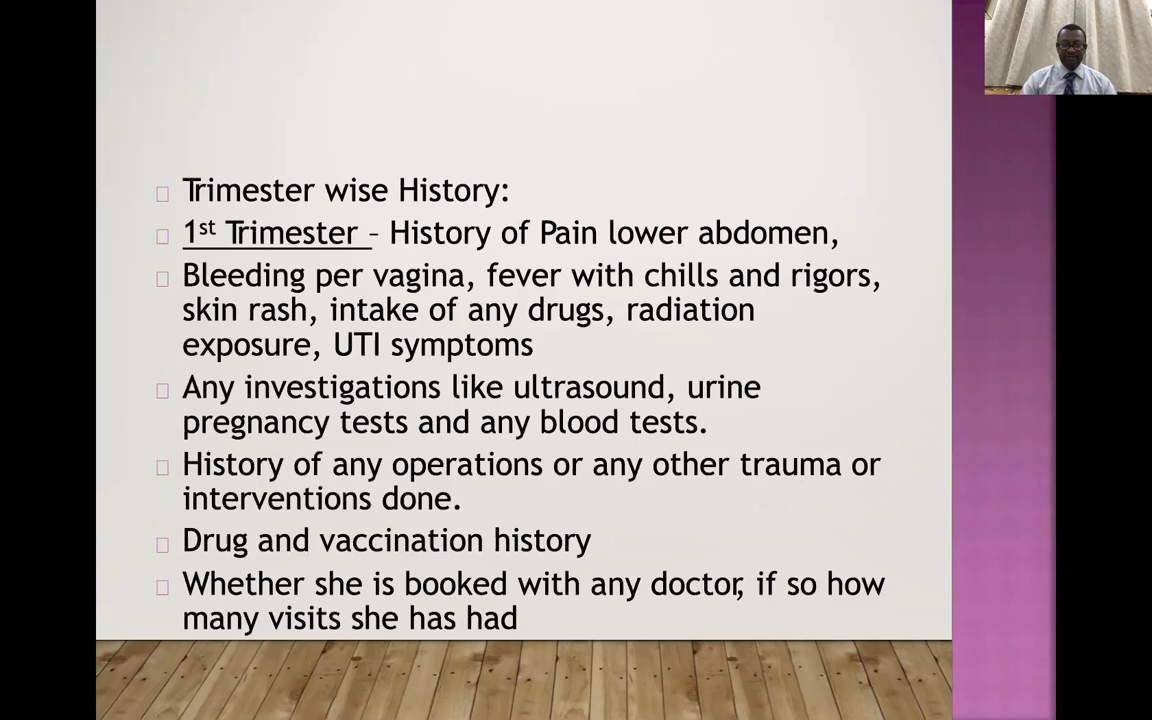 Trimester wise History:
1st Trimester – History of Pain lower abdomen,
Bleeding per vagina, fever with chills and rigors,
skin rash, intake of any drugs, radiation
exposure, UTI symptoms
Any investigations like ultrasound, urine
pregnancy tests and any blood tests.
History of any operations or any other trauma or
interventions done.
Drug and vaccination history
Whether she is booked with any doctor, if so how
many visits she has had